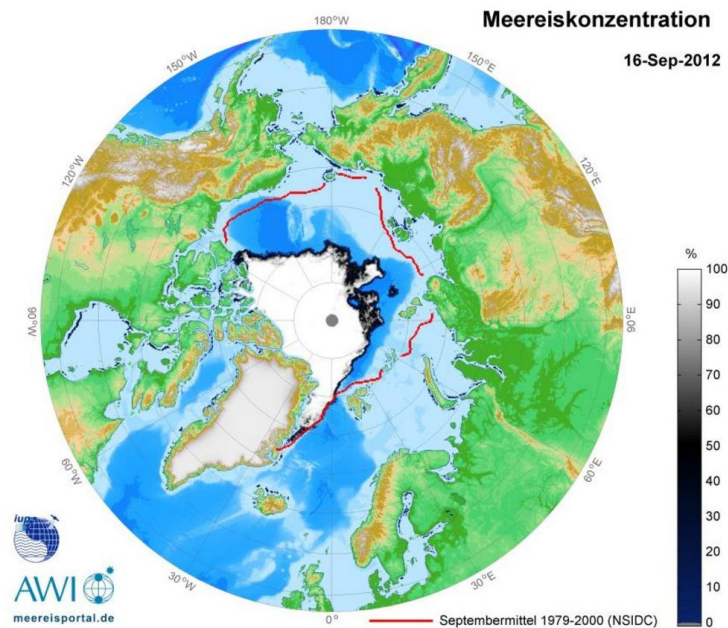 Meereiskonzentration
16-Sep-2012
180°W
150°W
150°E
120°W
120°E
90°W
90°E
60°W
60°E
30°W
30°E
0°
%
100
90
80
70
60
50
40
30
20
10
0
iup
AWI
meereisportal.de
Septembermittel 1979-2000 (NSIDC)